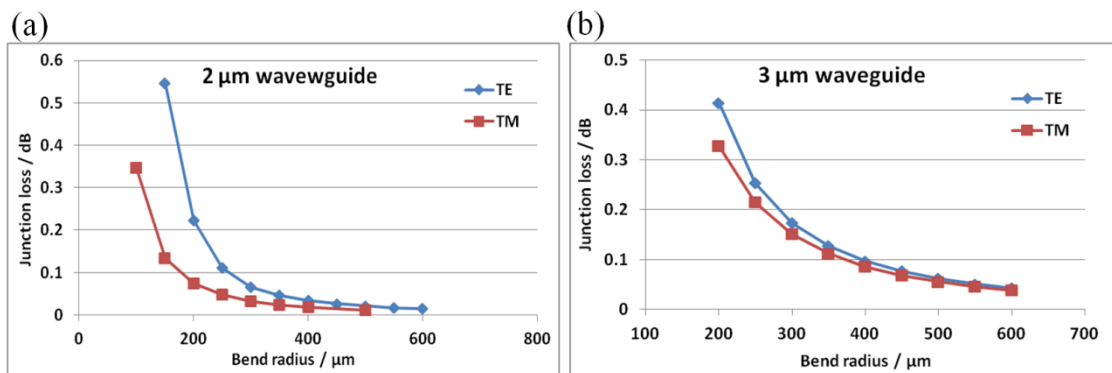 (a)
2 µm wavewguide
TE
TM
Junction loss / dB
0.6
0.5
0.4
0.3
0.2
0.1
0
0
200
400
600
800
Bend radius / µm
(b)
3 µm waveguide
TE
TM
Junction loss / dB
0.5
0.4
0.3
0.2
0.1
0
100
200
300
400
500
600
700
Bend radius / µm